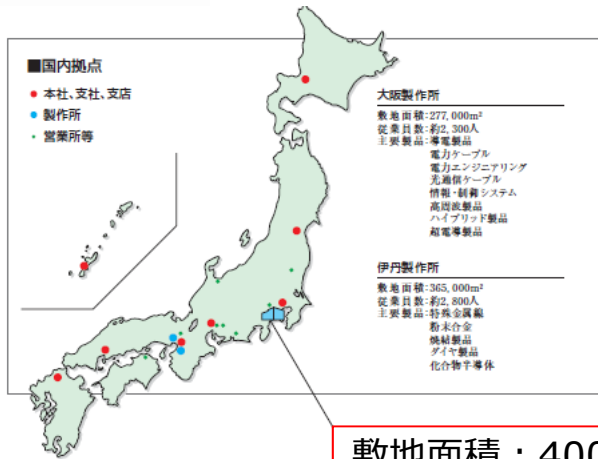 ■国内拠点
● 本社、支社、支店
● 製作所
● 営業所等
大阪製作所
敷地面積:277,000m²
従業員数:約2,300人
主要製品:導電製品
電力ケーブル
電力エンジニアリング
光通信ケーブル
情報・制御システム
高周波製品
ハイブリッド製品
超電導製品
伊丹製作所
敷地面積:365,000m²
従業員数:約2,800人
主要製品:特殊金属線
粉末合金
焼結製品
ダイヤ製品
化合物半導体
敷地面積：400